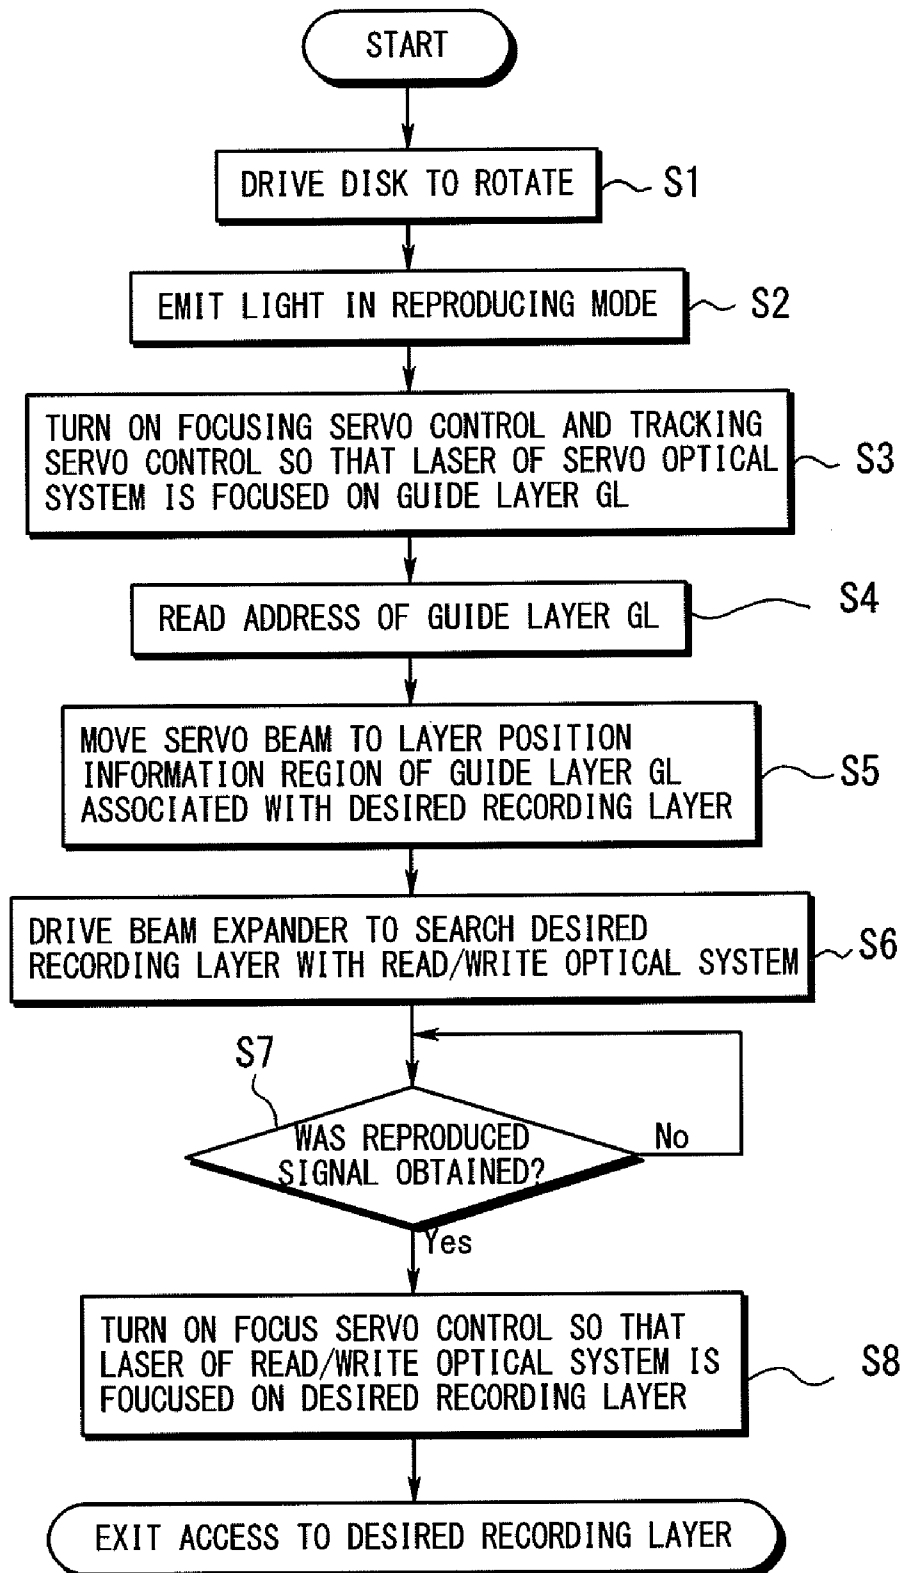 START
DRIVE DISK TO ROTATE
S1
EMIT LIGHT IN REPRODUCING MODE
S2
TURN ON FOCUSING SERVO CONTROL AND TRACKING
SERVO CONTROL SO THAT LASER OF SERVO OPTICAL
SYSTEM IS FOCUSED ON GUIDE LAYER GL
S3
READ ADDRESS OF GUIDE LAYER GL
S4
MOVE SERVO BEAM TO LAYER POSITION
INFORMATION REGION OF GUIDE LAYER GL
ASSOCIATED WITH DESIRED RECORDING LAYER
S5
DRIVE BEAM EXPANDER TO SEARCH DESIRED
RECORDING LAYER WITH READ/WRITE OPTICAL SYSTEM
S6
S7
WAS REPRODUCED
SIGNAL OBTAINED?
No
Yes
TURN ON FOCUS SERVO CONTROL SO THAT
LASER OF READ/WRITE OPTICAL SYSTEM IS
FOUCUSED ON DESIRED RECORDING LAYER
S8
EXIT ACCESS TO DESIRED RECORDING LAYER